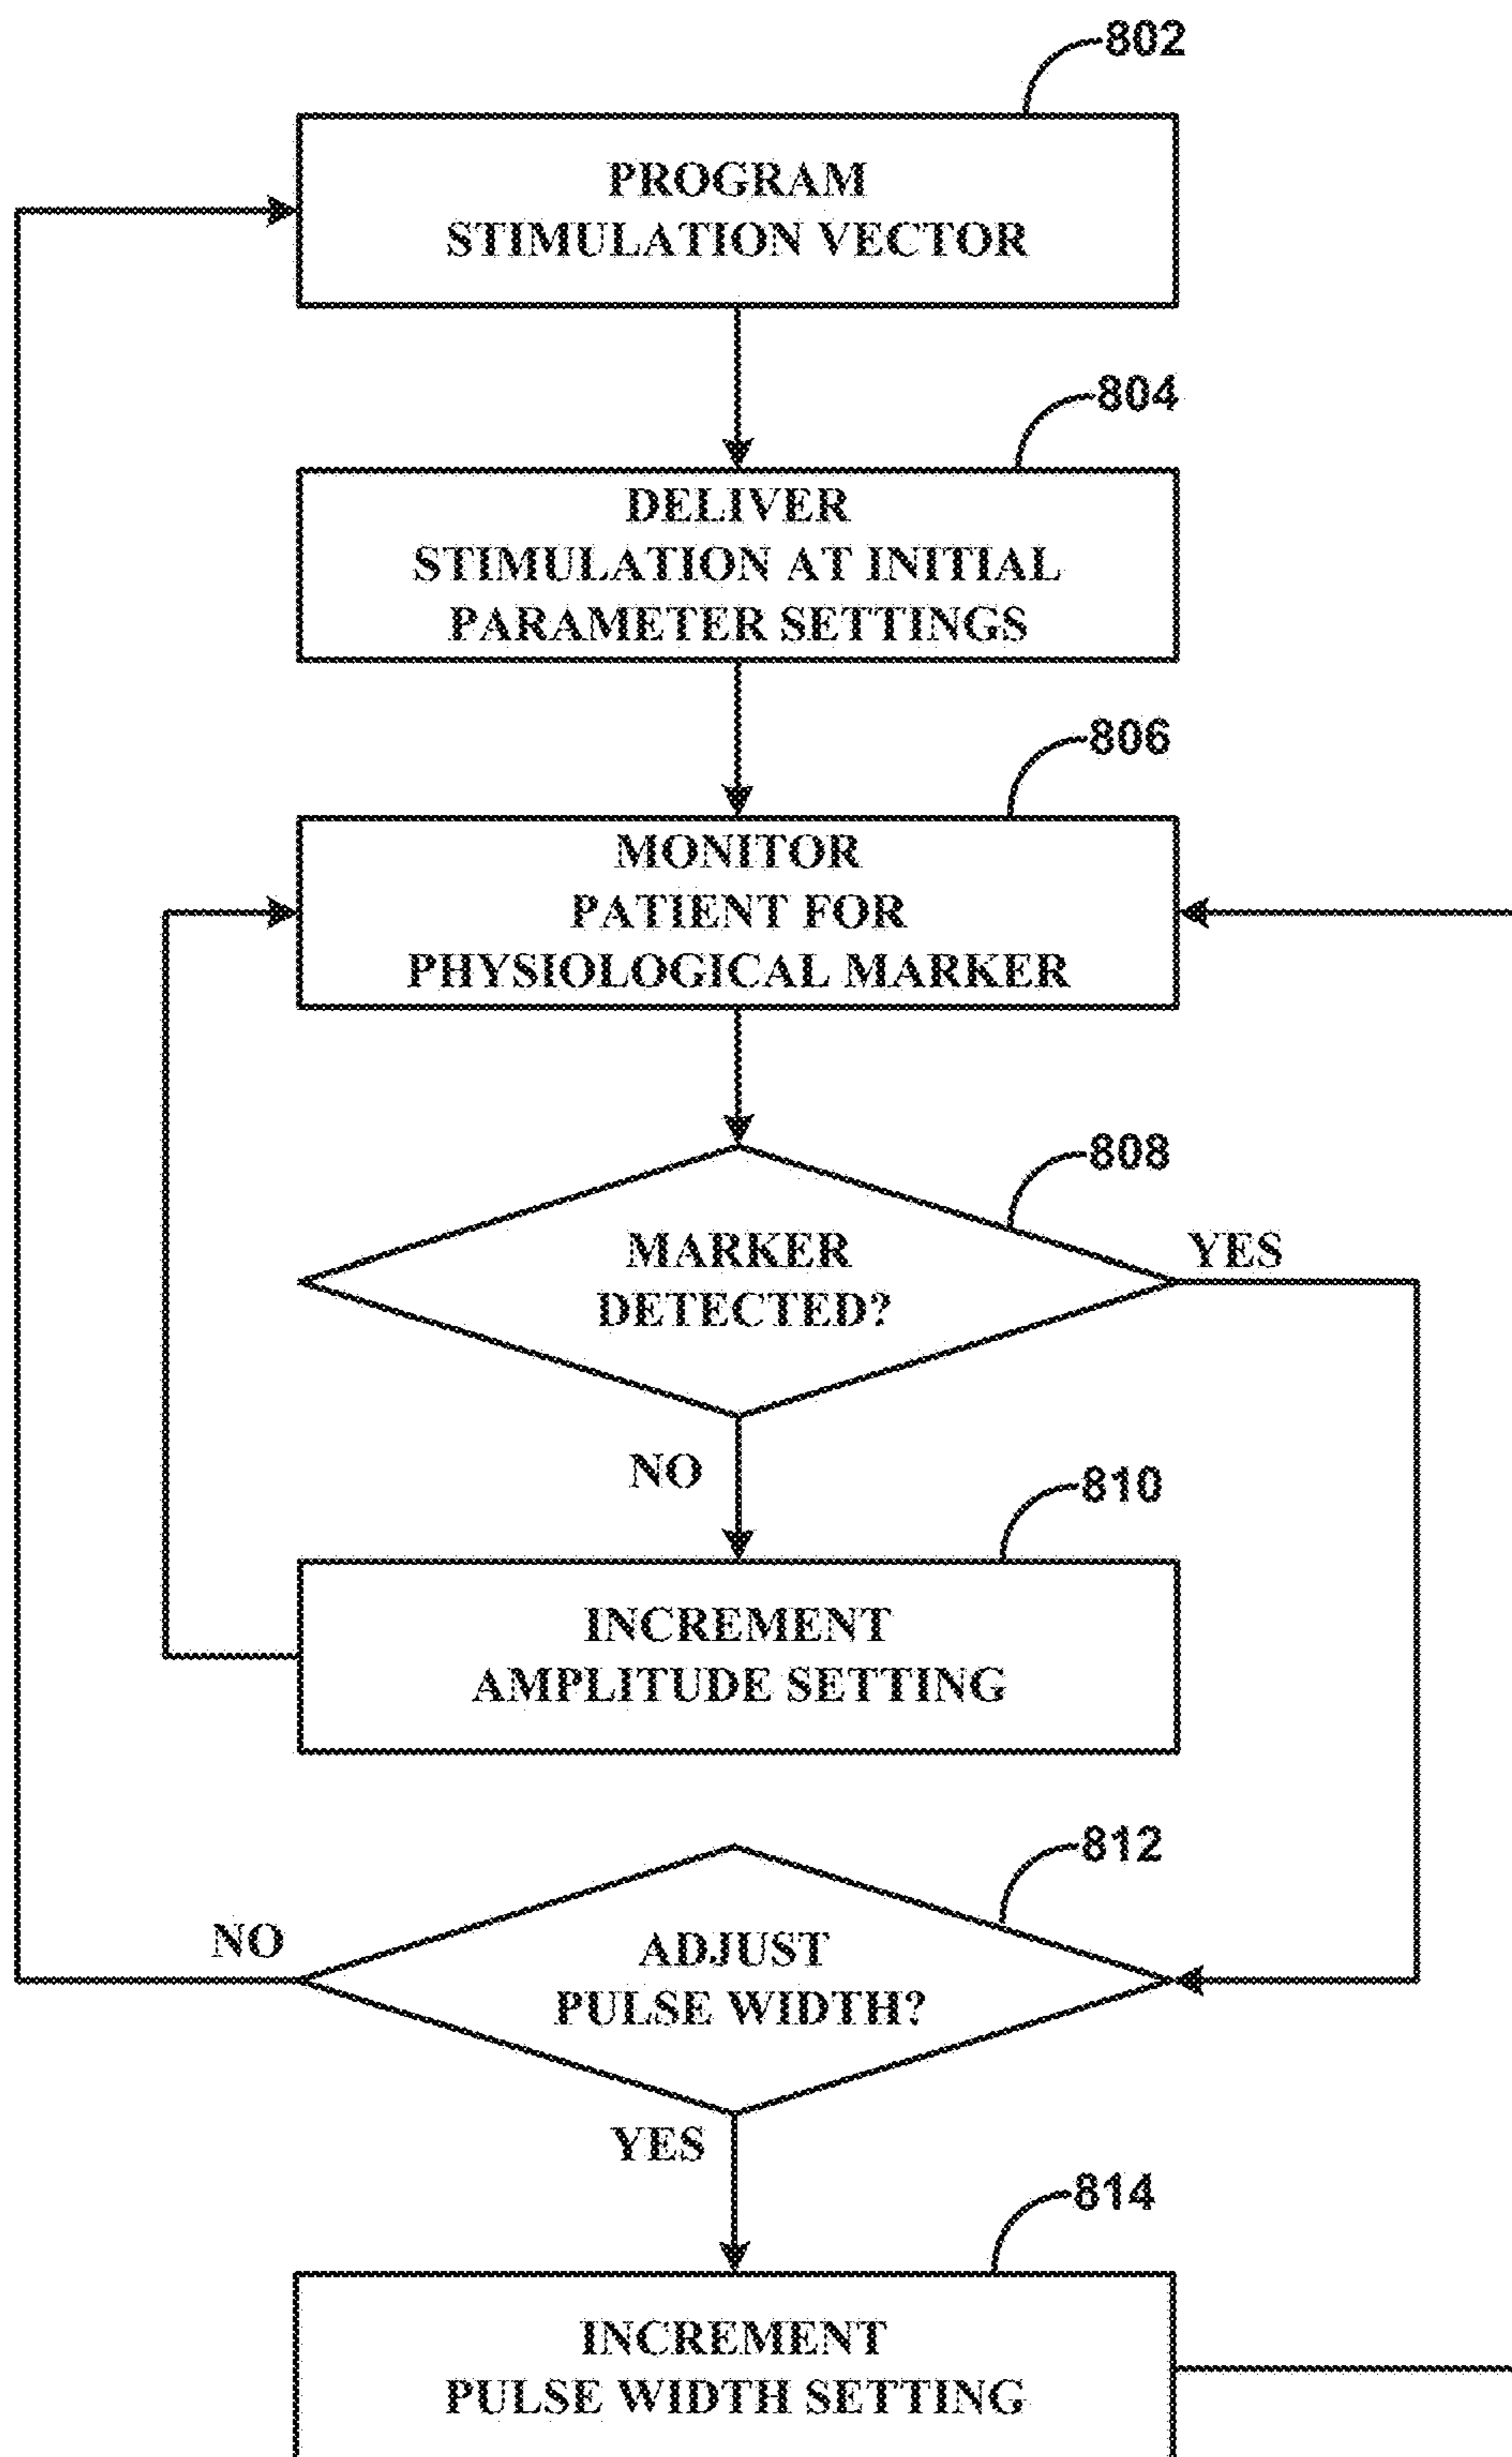 802
PROGRAM
STIMULATION VECTOR
804
DELIVER
STIMULATION AT INITIAL
PARAMETER SETTINGS
806
MONITOR
PATIENT FOR
PHYSIOLOGICAL MARKER
808
MARKER
DETECTED?
YES
NO
810
INCREMENT
AMPLITUDE SETTING
812
NO
ADJUST
PULSE WIDTH?
YES
814
INCREMENT
PULSE WIDTH SETTING